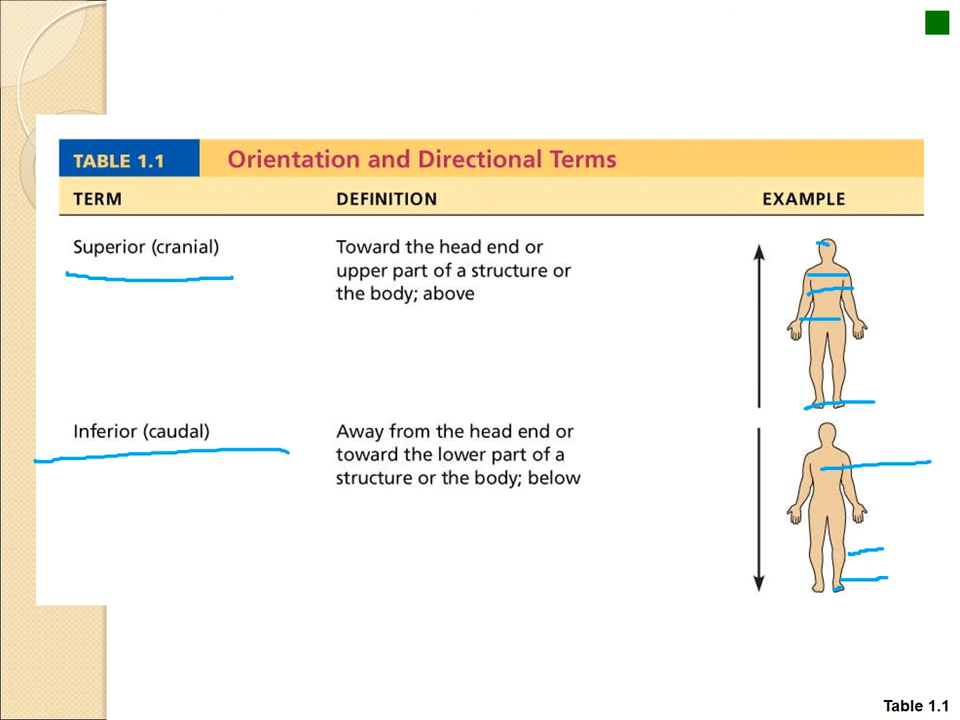 TABLE 1.1 Orientation and Directional Terms
TERM DEFINITION EXAMPLE
Superior (cranial) Toward the head end or
upper part of a structure or
the body; above
Inferior (caudal) Away from the head end or
toward the lower part of a
structure or the body; below
Table 1.1